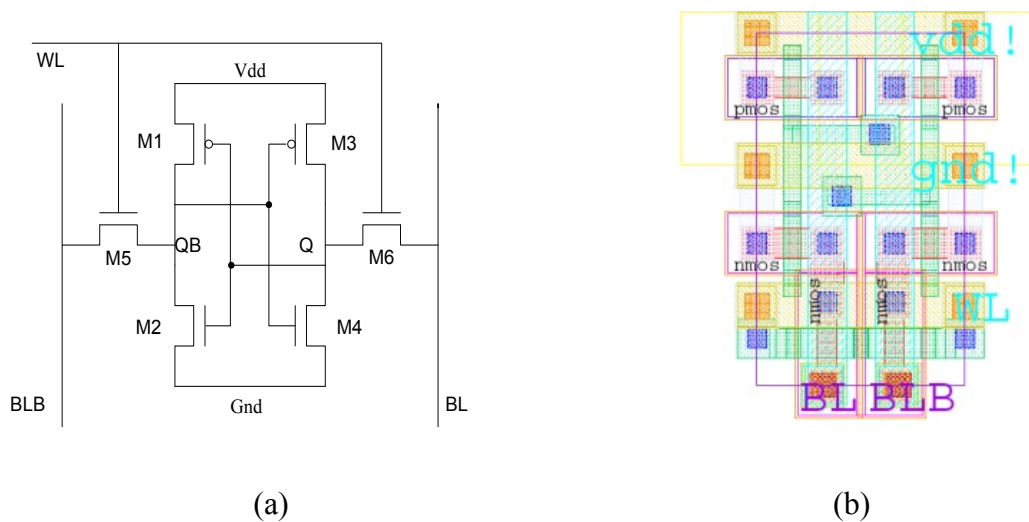 WL
Vdd
M1
M3
M5
QB
Q
M6
M2
M4
BLB
Gnd
BL
(a)
vdd!
pmos
pmos
gnd!
nmos
nmos
nmos
nmos
WL
BL
BLB
(b)